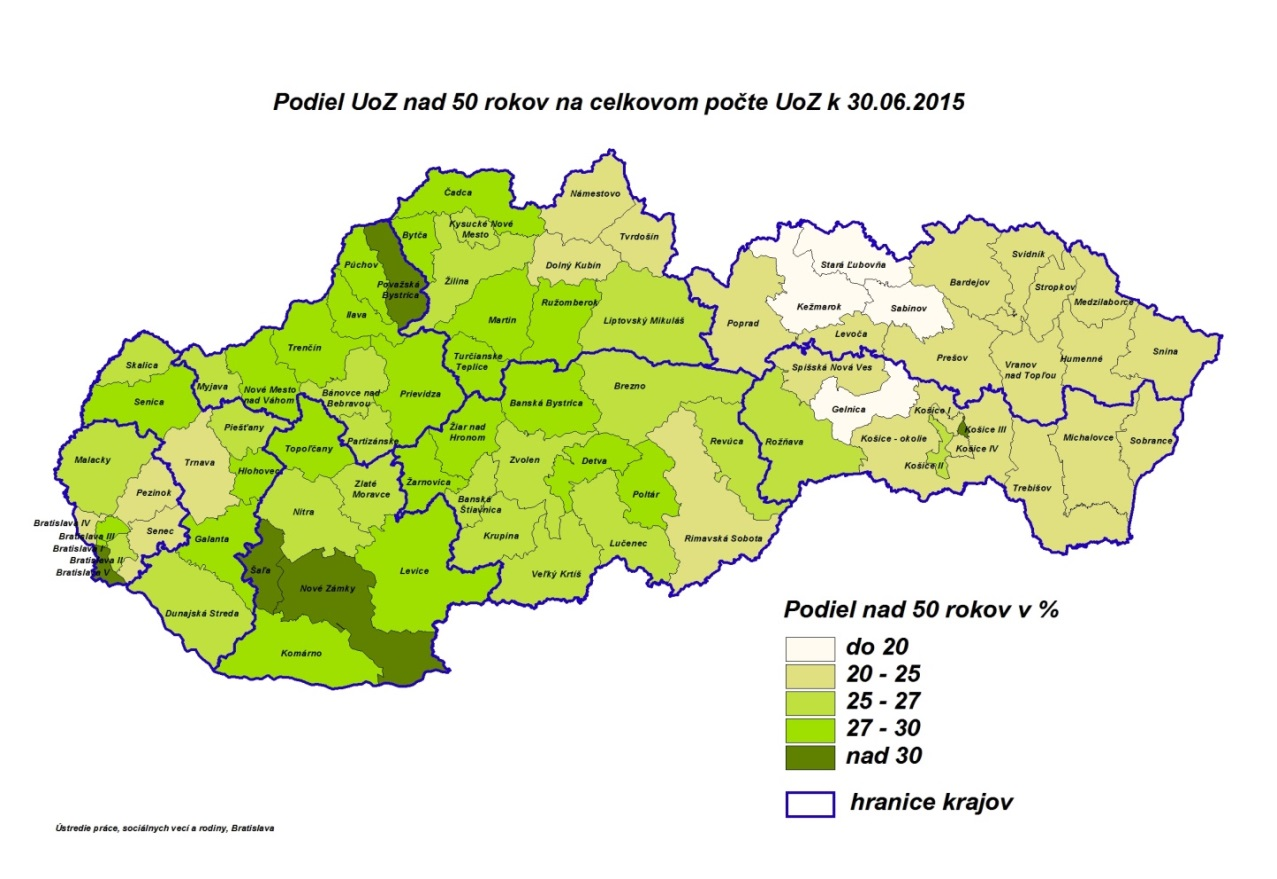 Podiel UoZ nad 50 rokov na celkovom počte UoZ k 30.06.2015
Čadca
Námestovo
Kysucké Nové
Mesto
Bytča
Tvrdošín
Púchov
Dolný Kubín
Považská
Bystrica
Žilina
Ilava
Ružomberok
Martin
Liptovský Mikuláš
Stará Ľubovňa
Svidník
Bardejov
Stropkov
Medzilaborce
Kežmarok
Sabinov
Poprad
Levoča
Prešov
Vranov
nad Topľou
Humenné
Snina
Trenčín
Turčianske
Teplice
Skalica
Myjava
Nové Mesto
nad Váhom
Bánovce nad
Bebravou
Prievidza
Senica
Banská Bystrica
Brezno
Spišská Nová Ves
Gelnica
Košice I
Košice III
Košice - okolie
Košice IV
Košice II
Michalovce
Sobrance
Trebišov
Piešťany
Topoľčany
Partizánske
Žiar nad
Hronom
Revúca
Rožňava
Malacky
Trnava
Hlohovec
Zvolen
Detva
Pezinok
Zlaté
Moravce
Žarnovica
Banská
Štiavnica
Poltár
Nitra
Bratislava IV
Bratislava III
Bratislava I
Bratislava II
Bratislava V
Senec
Galanta
Krupina
Lučenec
Rimavská Sobota
Šaľa
Nové Zámky
Levice
Veľký Krtíš
Dunajská Streda
Komárno
Podiel nad 50 rokov v %
do 20
20 - 25
25 - 27
27 - 30
nad 30
hranice krajov
Ústredie práce, sociálnych vecí a rodiny, Bratislava